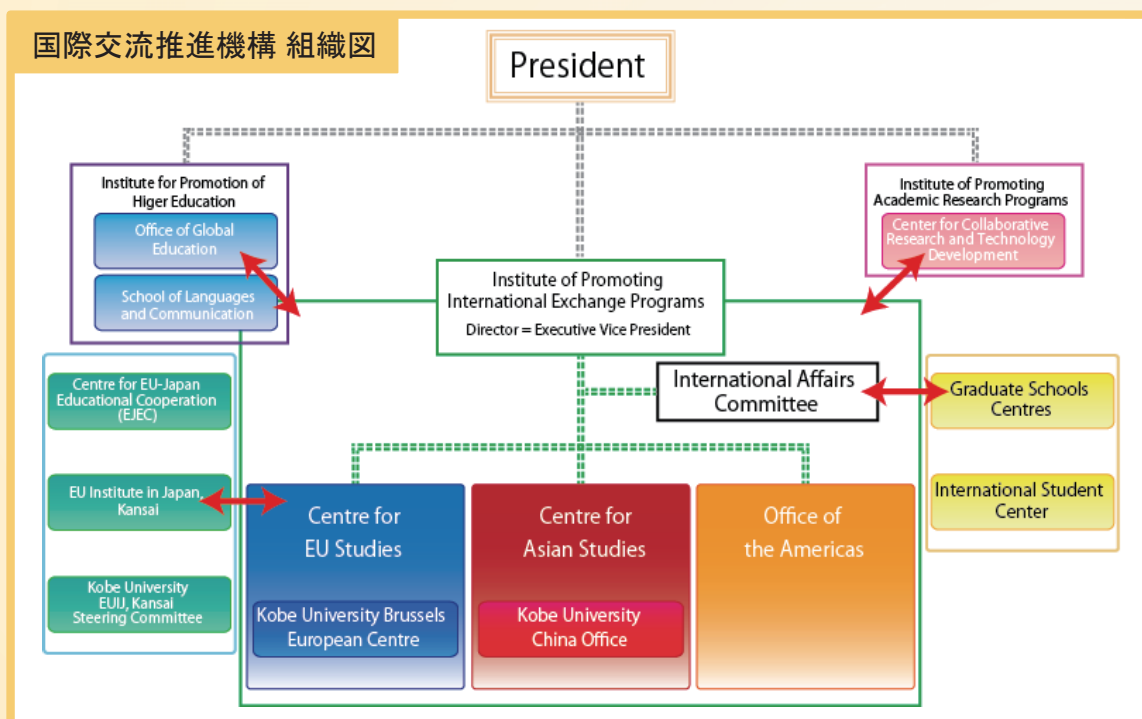 国際交流推進機構 組織図
President
Institute for Promotion of
Higer Education
Office of Global
Education
School of Languages
and Communication
Institute of Promoting
Academic Research Programs
Center for Collaborative
Research and Technology
Development
Institute of Promoting
International Exchange Programs
Director = Executive Vice President
International Affairs
Committee
Centre for EU-Japan
Educational Cooperation
(EJEC)
EU Institute in Japan,
Kansai
Kobe University
EUIJ, Kansai
Steering Committee
Graduate Schools
Centres
International Student
Center
Centre for
EU Studies
Kobe University Brussels
European Centre
Centre for
Asian Studies
Kobe University
China Office
Office of
the Americas